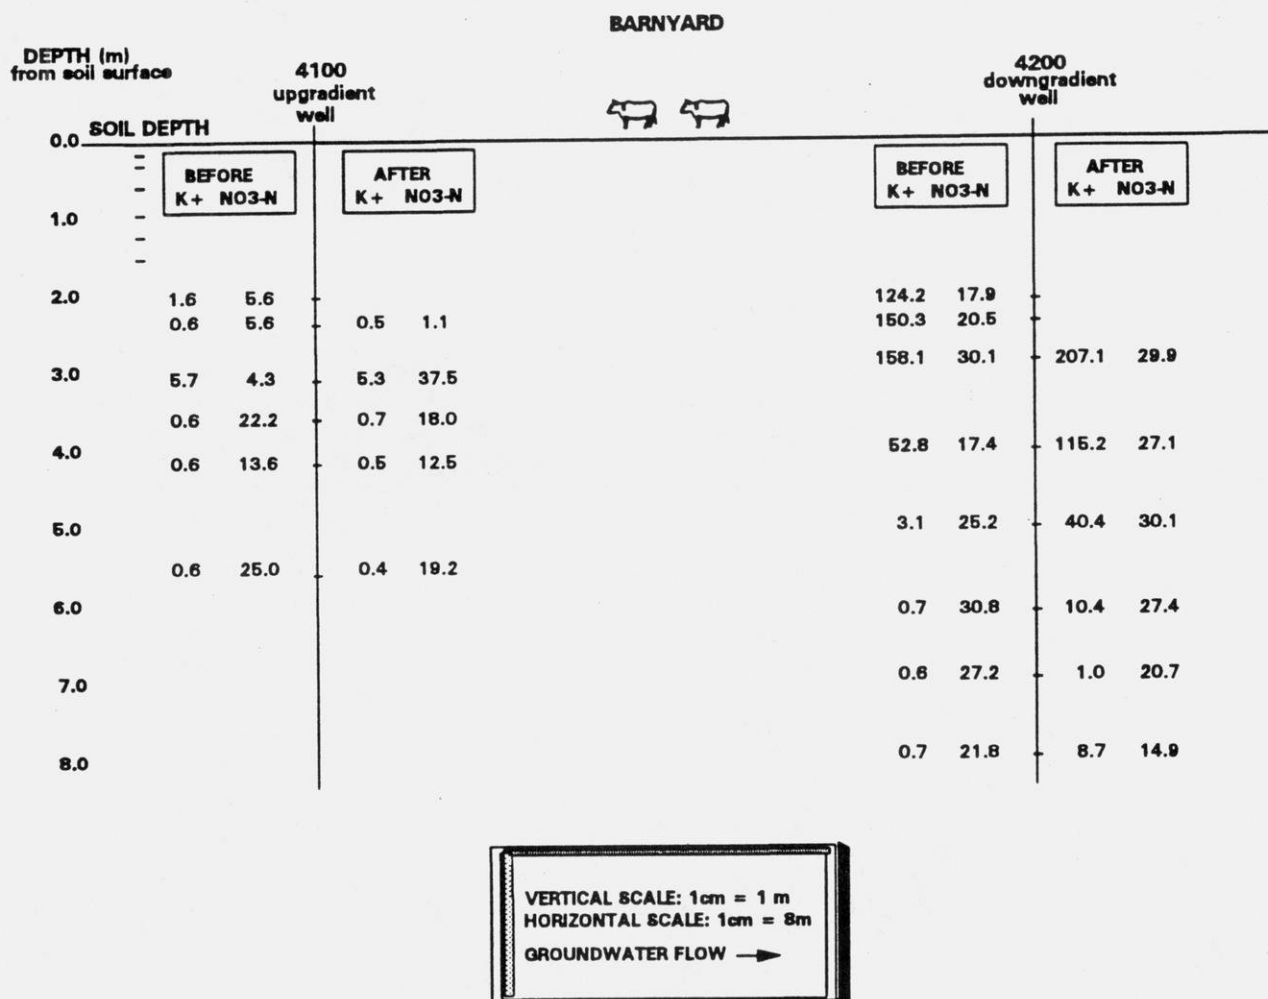 BARNYARD
DEPTH (m)
from soil surface
4100
upgradient
well
4200
downgradient
well
SOIL DEPTH
0.0
BEFORE
K+ NO3-N
AFTER
K+ NO3-N
BEFORE
K+ NO3-N
AFTER
K+ NO3-N
1.0
2.0 1.6 5.6 124.2 17.9
0.6 5.6 0.5 1.1 150.3 20.5
158.1 30.1 207.1 29.9
3.0 5.7 4.3 5.3 37.5
0.6 22.2 0.7 18.0
52.8 17.4 115.2 27.1
4.0 0.6 13.6 0.5 12.5
5.0 3.1 25.2 40.4 30.1
0.6 25.0 0.4 19.2
6.0 0.7 30.8 10.4 27.4
7.0 0.6 27.2 1.0 20.7
8.0 0.7 21.8 8.7 14.9
VERTICAL SCALE: 1cm = 1 m
HORIZONTAL SCALE: 1cm = 8m
GROUNDWATER FLOW